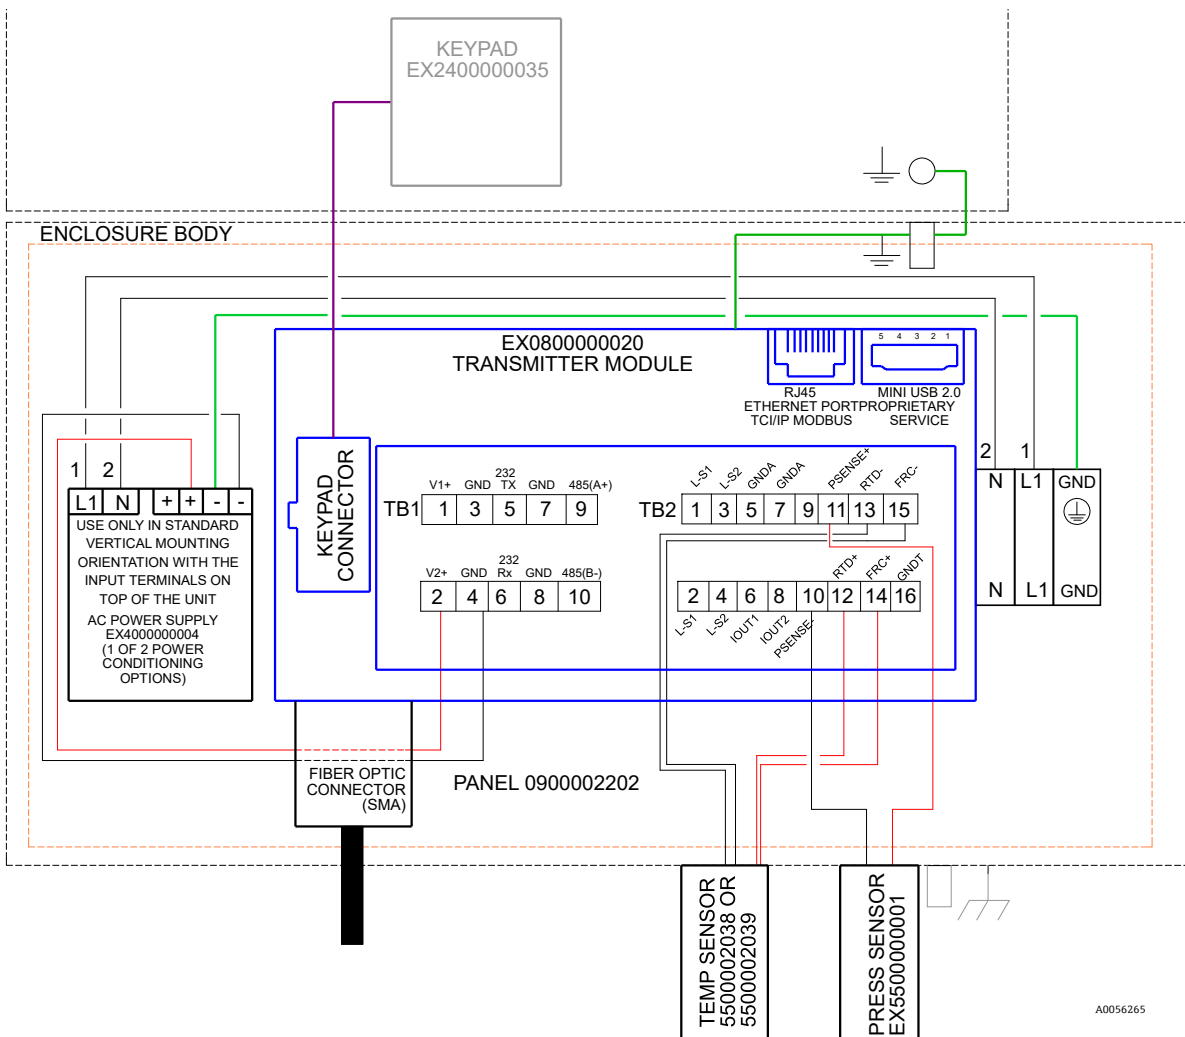 KEYPAD
EX2400000035
ENCLOSURE BODY
EX0800000020
TRANSMITTER MODULE
5 4 3 2 1
RJ45
ETHERNET PORT
TCI/IP MODBUS
MINI USB 2.0
PROPRIETARY
SERVICE
1 2
L1 N + + - -
USE ONLY IN STANDARD
VERTICAL MOUNTING
ORIENTATION WITH THE
INPUT TERMINALS ON
TOP OF THE UNIT
AC POWER SUPPLY
EX4000000004
(1 OF 2 POWER
CONDITIONING
OPTIONS)
KEYPAD
CONNECTOR
V1+ GND 232 TX GND 485(A+)
TB1 1 3 5 7 9
V2+ GND 232 Rx GND 485(B-)
2 4 6 8 10
L-S1 L-S2 GNDA GNDA PSENSE+ RTD- FRC-
TB2 1 3 5 7 9 11 13 15
RTD+ FRC+ GNDT
2 4 6 8 10 12 14 16
L-S1 L-S2 IOUT1 IOUT2 PSENSE-
2 1
N L1 GND
N L1 GND
FIBER OPTIC
CONNECTOR
(SMA)
PANEL 0900002202
TEMP SENSOR
5500002038 OR
5500002039
PRESS SENSOR
EX5500000001
A0056265